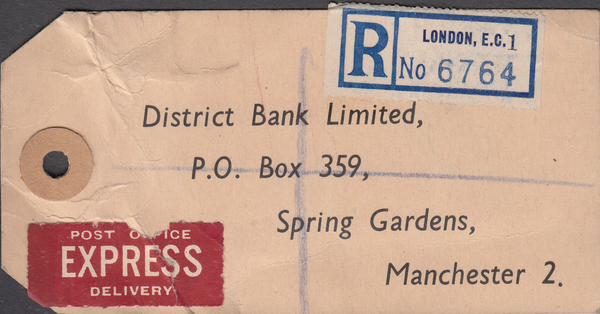 R
LONDON, E.C.1
No 6764
District Bank Limited,
P.O. Box 359,
Spring Gardens,
Manchester 2.
POST OFFICE
EXPRESS
DELIVERY